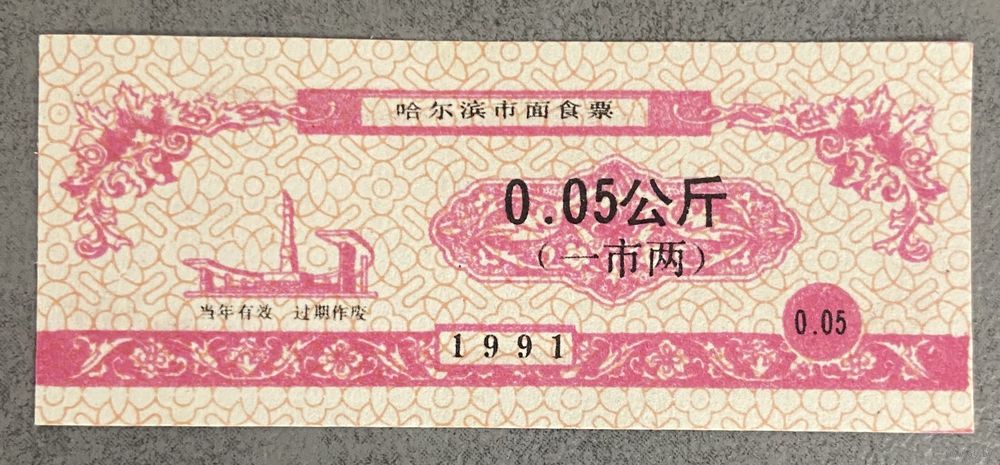 哈尔滨市面食票
0.05公斤
(一市两)
当年有效 过期作废
0.05
1991